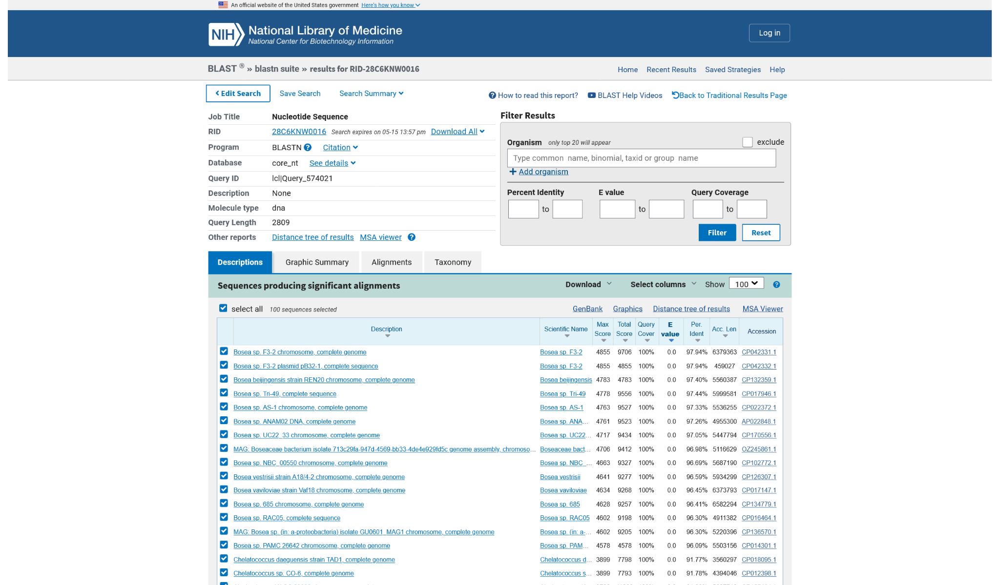 An official website of the United States government Here's how you know
NIH National Library of Medicine
National Center for Biotechnology Information
Log in
BLAST ® » blastn suite » results for RID-28C6KNW0016
Home Recent Results Saved Strategies Help
Edit Search Save Search Search Summary
How to read this report? BLAST Help Videos Back to Traditional Results Page
Job Title Nucleotide Sequence
RID 28C6KNW0016 Search expires on 05-15 13:57 pm Download All
Program BLASTN Citation
Database core_nt See details
Query ID lcl|Query_574021
Description None
Molecule type dna
Query Length 2809
Other reports Distance tree of results MSA viewer
Filter Results
Organism only top 20 will appear exclude
Type common name, binomial, taxid or group name
Add organism
Percent Identity E value Query Coverage
to to to
Filter Reset
Descriptions Graphic Summary Alignments Taxonomy
Sequences producing significant alignments Download Select columns Show 100
select all 100 sequences selected GenBank Graphics Distance tree of results MSA Viewer
Description Scientific Name Max Score Total Score Query Cover E value Per. Ident Acc. Len Accession
Bosea sp. F3-2 chromosome, complete genome Bosea sp. F3-2 4855 9706 100% 0.0 97.94% 6379363 CP042331.1
Bosea sp. F3-2 plasmid pB32-1, complete sequence Bosea sp. F3-2 4855 4855 100% 0.0 97.94% 459027 CP042332.1
Bosea beijingensis strain REN20 chromosome, complete genome Bosea beijingensis 4783 4783 100% 0.0 97.40% 5560387 CP132359.1
Bosea sp. Tri-49, complete sequence Bosea sp. Tri-49 4778 9556 100% 0.0 97.44% 5999581 CP017946.1
Bosea sp. AS-1 chromosome, complete genome Bosea sp. AS-1 4763 9527 100% 0.0 97.33% 5536255 CP022372.1
Bosea sp. ANAM02 DNA, complete genome Bosea sp. ANA... 4761 9523 100% 0.0 97.26% 4955300 AP022848.1
Bosea sp. UC22_33 chromosome, complete genome Bosea sp. UC22... 4717 9434 100% 0.0 97.05% 5447794 CP170556.1
MAG: Boseaceae bacterium isolate 713c29fa-947d-4569-bb33-4de4e929fd5c genome assembly, chromoso... Boseaceae bact... 4706 9412 100% 0.0 96.98% 5116629 OZ245861.1
Bosea sp. NBC_00550 chromosome, complete genome Bosea sp. NBC_... 4663 9327 100% 0.0 96.69% 5687190 CP102772.1
Bosea vestrisii strain A18/4-2 chromosome, complete genome Bosea vestrisii 4641 9277 100% 0.0 96.59% 5934299 CP126307.1
Bosea vaviloviae strain Vaf18 chromosome, complete genome Bosea vaviloviae 4634 9268 100% 0.0 96.45% 6373793 CP017147.1
Bosea sp. 685 chromosome, complete genome Bosea sp. 685 4628 9257 100% 0.0 96.41% 6582294 CP134779.1
Bosea sp. RAC05, complete sequence Bosea sp. RAC05 4602 9198 100% 0.0 96.30% 4911382 CP016464.1
MAG: Bosea sp. (in: a-proteobacteria) isolate GU0601_MAG1 chromosome, complete genome Bosea sp. (in: a-... 4602 9205 100% 0.0 96.30% 5220396 CP136570.1
Bosea sp. PAMC 26642 chromosome, complete genome Bosea sp. PAM... 4578 4578 100% 0.0 96.09% 5503156 CP014301.1
Chelatococcus daeguensis strain TAD1, complete genome Chelatococcus d... 3899 7798 100% 0.0 91.77% 3560297 CP018095.1
Chelatococcus sp. CO-6, complete genome Chelatococcus s... 3899 7793 100% 0.0 91.78% 4394046 CP012398.1